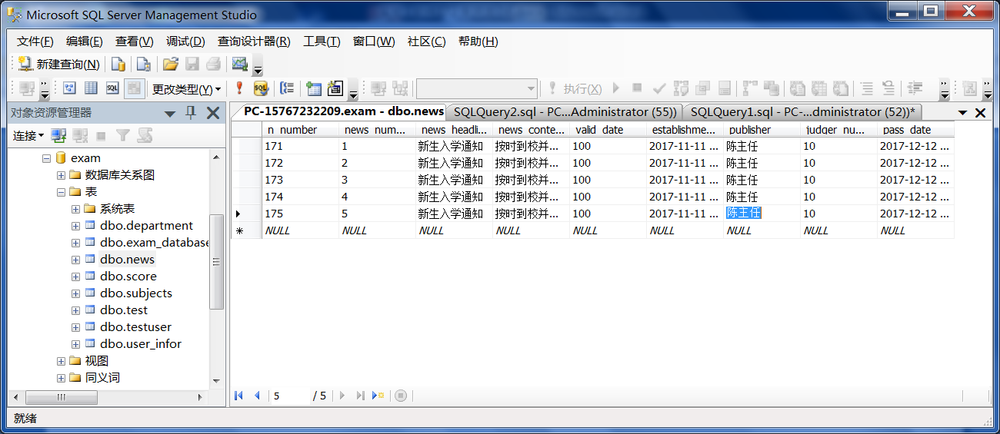 Microsoft SQL Server Management Studio
文件(F) 编辑(E) 查看(V) 调试(D) 查询设计器(R) 工具(T) 窗口(W) 社区(C) 帮助(H)
新建查询(N)
更改类型(Y) 执行(X)
对象资源管理器
连接
exam
数据库关系图
表
系统表
dbo.department
dbo.exam_database
dbo.news
dbo.score
dbo.subjects
dbo.test
dbo.testuser
dbo.user_infor
视图
同义词
PC-15767232209.exam - dbo.news SQLQuery2.sql - PC...Administrator (55)) SQLQuery1.sql - PC-...dministrator (52))*
n_number news_num... news_headli... news_conte... valid_date establishme... publisher judger_nu... pass_date
171 1 新生入学通知 按时到校并... 100 2017-11-11 ... 陈主任 10 2017-12-12 ...
172 2 新生入学通知 按时到校并... 100 2017-11-11 ... 陈主任 10 2017-12-12 ...
173 3 新生入学通知 按时到校并... 100 2017-11-11 ... 陈主任 10 2017-12-12 ...
174 4 新生入学通知 按时到校并... 100 2017-11-11 ... 陈主任 10 2017-12-12 ...
175 5 新生入学通知 按时到校并... 100 2017-11-11 ... 陈主任 10 2017-12-12 ...
NULL NULL NULL NULL NULL NULL NULL NULL NULL
5 / 5
就绪